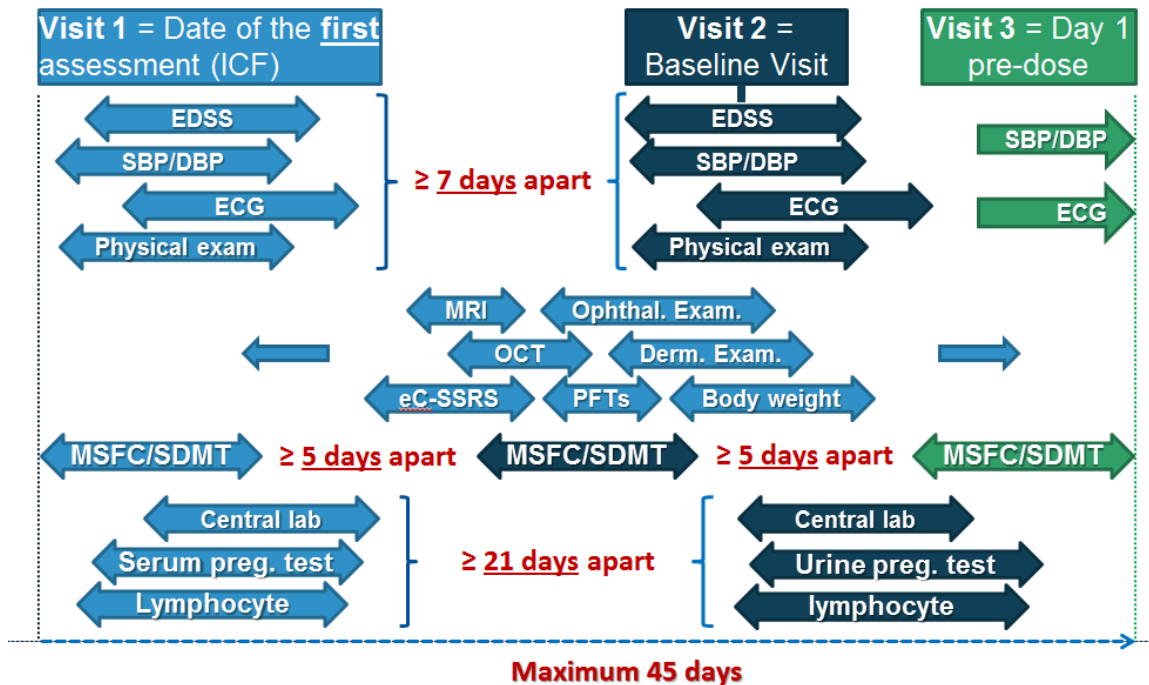 Visit 1 = Date of the first
assessment (ICF)
Visit 2 =
Baseline Visit
Visit 3 = Day 1
pre-dose
EDSS
SBP/DBP
ECG
Physical exam
≥ 7 days apart
EDSS
SBP/DBP
ECG
Physical exam
SBP/DBP
ECG
MRI
Ophthal. Exam.
OCT
Derm. Exam.
eC-SSRS
PFTs
Body weight
MSFC/SDMT
≥ 5 days apart
MSFC/SDMT
≥ 5 days apart
MSFC/SDMT
Central lab
Serum preg. test
Lymphocyte
≥ 21 days apart
Central lab
Urine preg. test
lymphocyte
Maximum 45 days